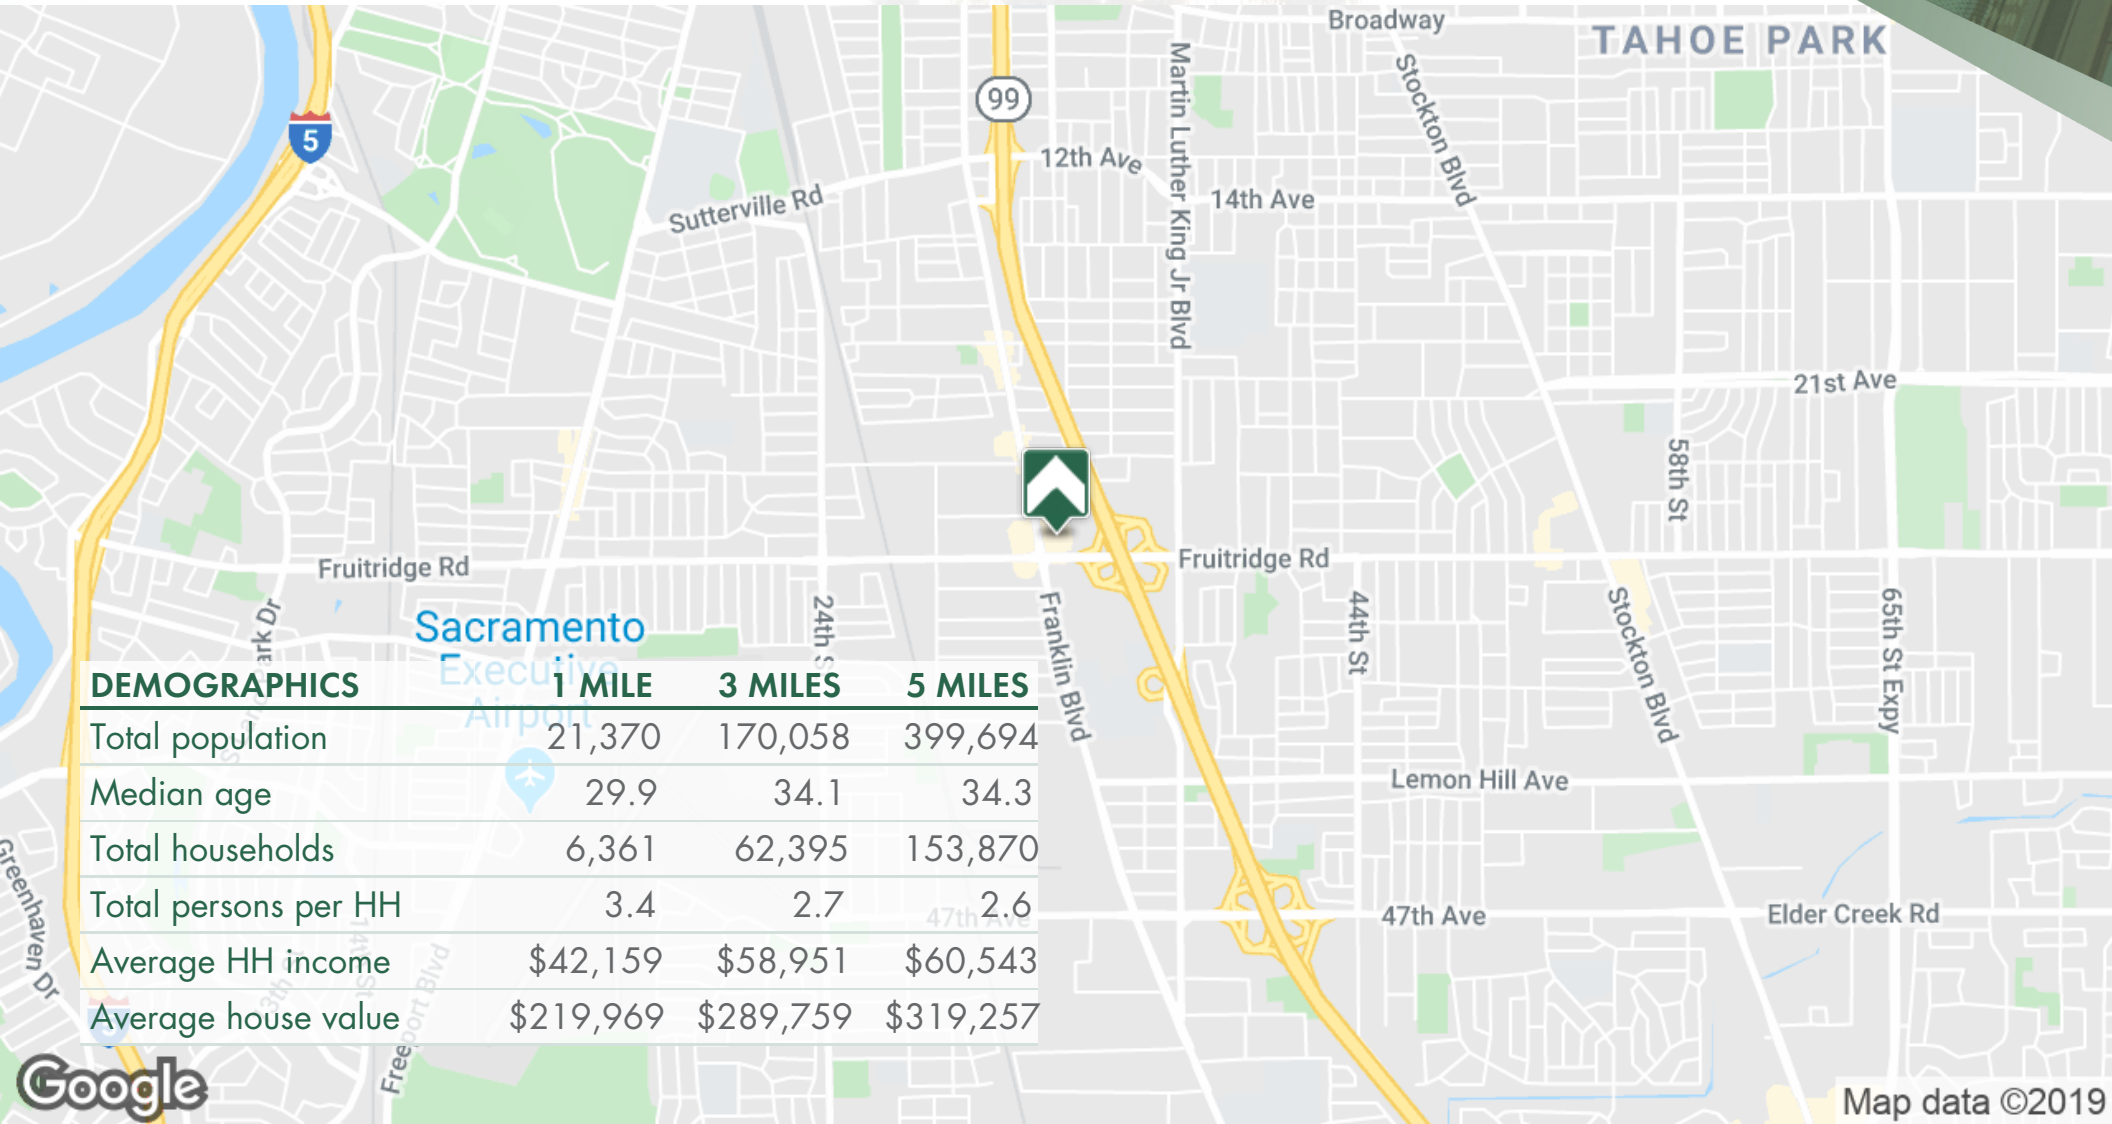 Broadway
TAHOE PARK
99
5
12th Ave
Martin Luther King Jr Blvd
Stockton Blvd
14th Ave
Sutterville Rd
21st Ave
58th St
Fruitridge Rd
Fruitridge Rd
Sacramento
Executive
Airport
24th S
Franklin Blvd
44th St
Stockton Blvd
65th St Expy
DEMOGRAPHICS 1 MILE 3 MILES 5 MILES
Total population 21,370 170,058 399,694
Median age 29.9 34.1 34.3
Total households 6,361 62,395 153,870
Total persons per HH 3.4 2.7 2.6
Average HH income $42,159 $58,951 $60,543
Average house value $219,969 $289,759 $319,257
Lemon Hill Ave
47th Ave
47th Ave
Elder Creek Rd
Greenhaven Dr
14th St
Freeport Blvd
Google
Map data ©2019